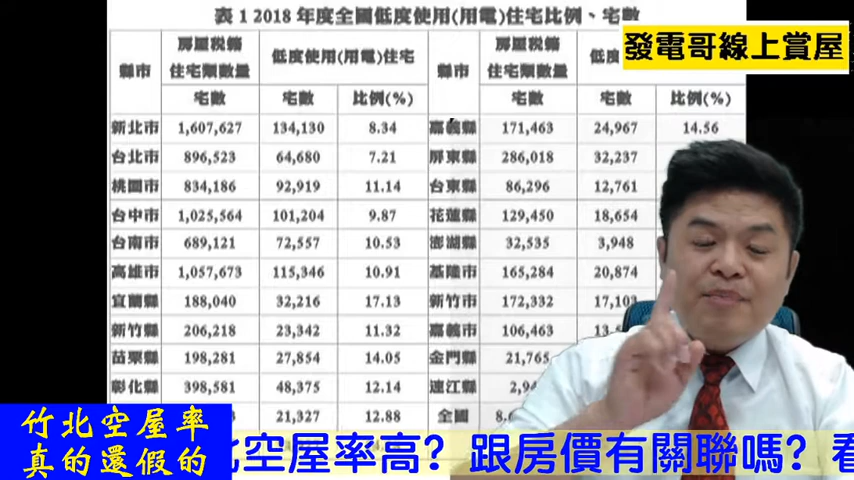 表 1 2018 年度全國低度使用(用電)住宅比例、宅數
發電哥線上賞屋
縣市 房屋稅籍住宅類數量 低度使用(用電)住宅 縣市 房屋稅籍住宅類數量 低度
宅數 宅數 比例(%) 宅數 宅數 比例(%)
新北市 1,607,627 134,130 8.34 嘉義縣 171,463 24,967 14.56
台北市 896,523 64,680 7.21 屏東縣 286,018 32,237
桃園市 834,186 92,919 11.14 台東縣 86,296 12,761
台中市 1,025,564 101,204 9.87 花蓮縣 129,450 18,654
台南市 689,121 72,557 10.53 澎湖縣 32,535 3,948
高雄市 1,057,673 115,346 10.91 基隆市 165,284 20,874
宜蘭縣 188,040 32,216 17.13 新竹市 172,332 17,103
新竹縣 206,218 23,342 11.32 嘉義市 106,463
苗栗縣 198,281 27,854 14.05 金門縣 21,765
彰化縣 398,581 48,375 12.14 連江縣
21,327 12.88 全國
竹北空屋率
真的還假的
北空屋率高？跟房價有關聯嗎？看